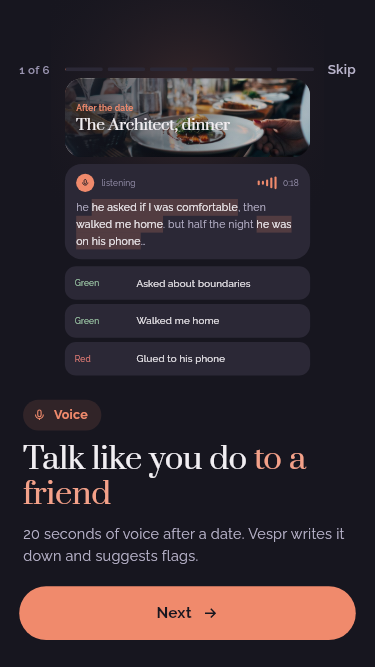 1 of 6
Skip
After the date
The Architect, dinner
listening
0:18
he he asked if I was comfortable, then
walked me home. but half the night he was
on his phone..
Green Asked about boundaries
Green Walked me home
Red Glued to his phone
Voice
Talk like you do to a
friend
20 seconds of voice after a date. Vespr writes it
down and suggests flags.
Next →